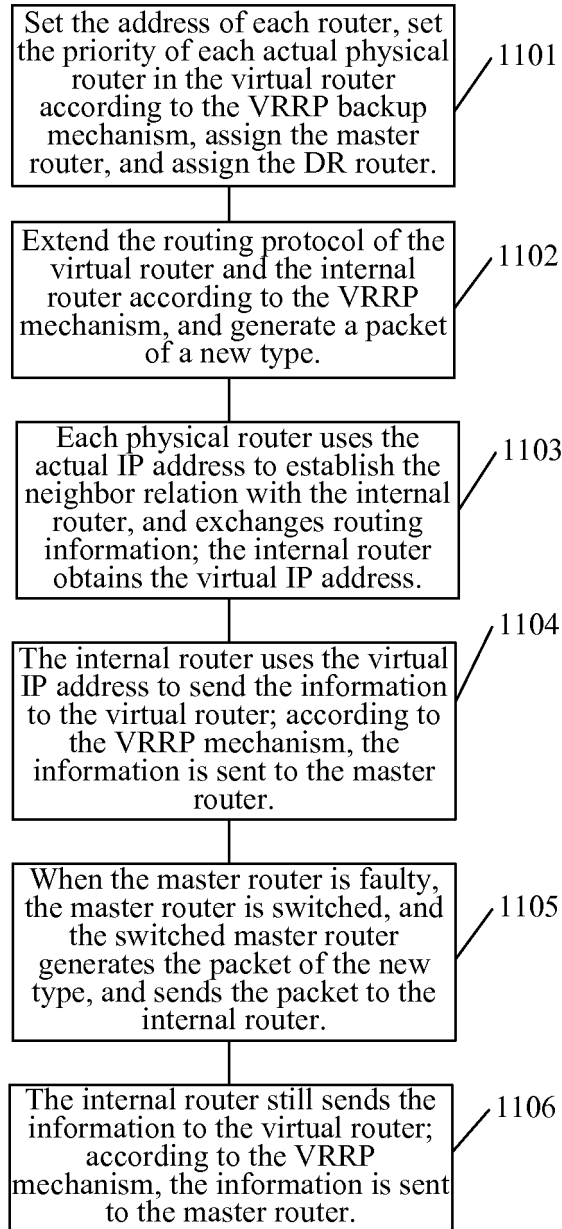 Set the address of each router, set
the priority of each actual physical
router in the virtual router
according to the VRRP backup
mechanism, assign the master
router, and assign the DR router.
1101
Extend the routing protocol of the
virtual router and the internal
router according to the VRRP
mechanism, and generate a packet
of a new type.
1102
Each physical router uses the
actual IP address to establish the
neighbor relation with the internal
router, and exchanges routing
information; the internal router
obtains the virtual IP address.
1103
The internal router uses the virtual
IP address to send the information
to the virtual router; according to
the VRRP mechanism, the
information is sent to the master
router.
1104
When the master router is faulty,
the master router is switched, and
the switched master router
generates the packet of the new
type, and sends the packet to the
internal router.
1105
The internal router still sends the
information to the virtual router;
according to the VRRP
mechanism, the information is sent
to the master router.
1106